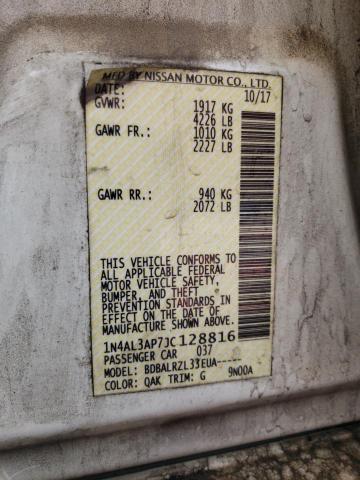 MFD BY NISSAN MOTOR CO., LTD.
DATE: 10/17
GVWR: 1917 KG
4226 LB
GAWR FR.: 1010 KG
2227 LB
GAWR RR.: 940 KG
2072 LB
THIS VEHICLE CONFORMS TO
ALL APPLICABLE FEDERAL
MOTOR VEHICLE SAFETY,
BUMPER, AND THEFT
PREVENTION STANDARDS IN
EFFECT ON THE DATE OF
MANUFACTURE SHOWN ABOVE.
1N4AL3AP7JC128816
PASSENGER CAR 037
MODEL: BDBALRZL33EUA-----
COLOR: QAK TRIM: G 9N00A